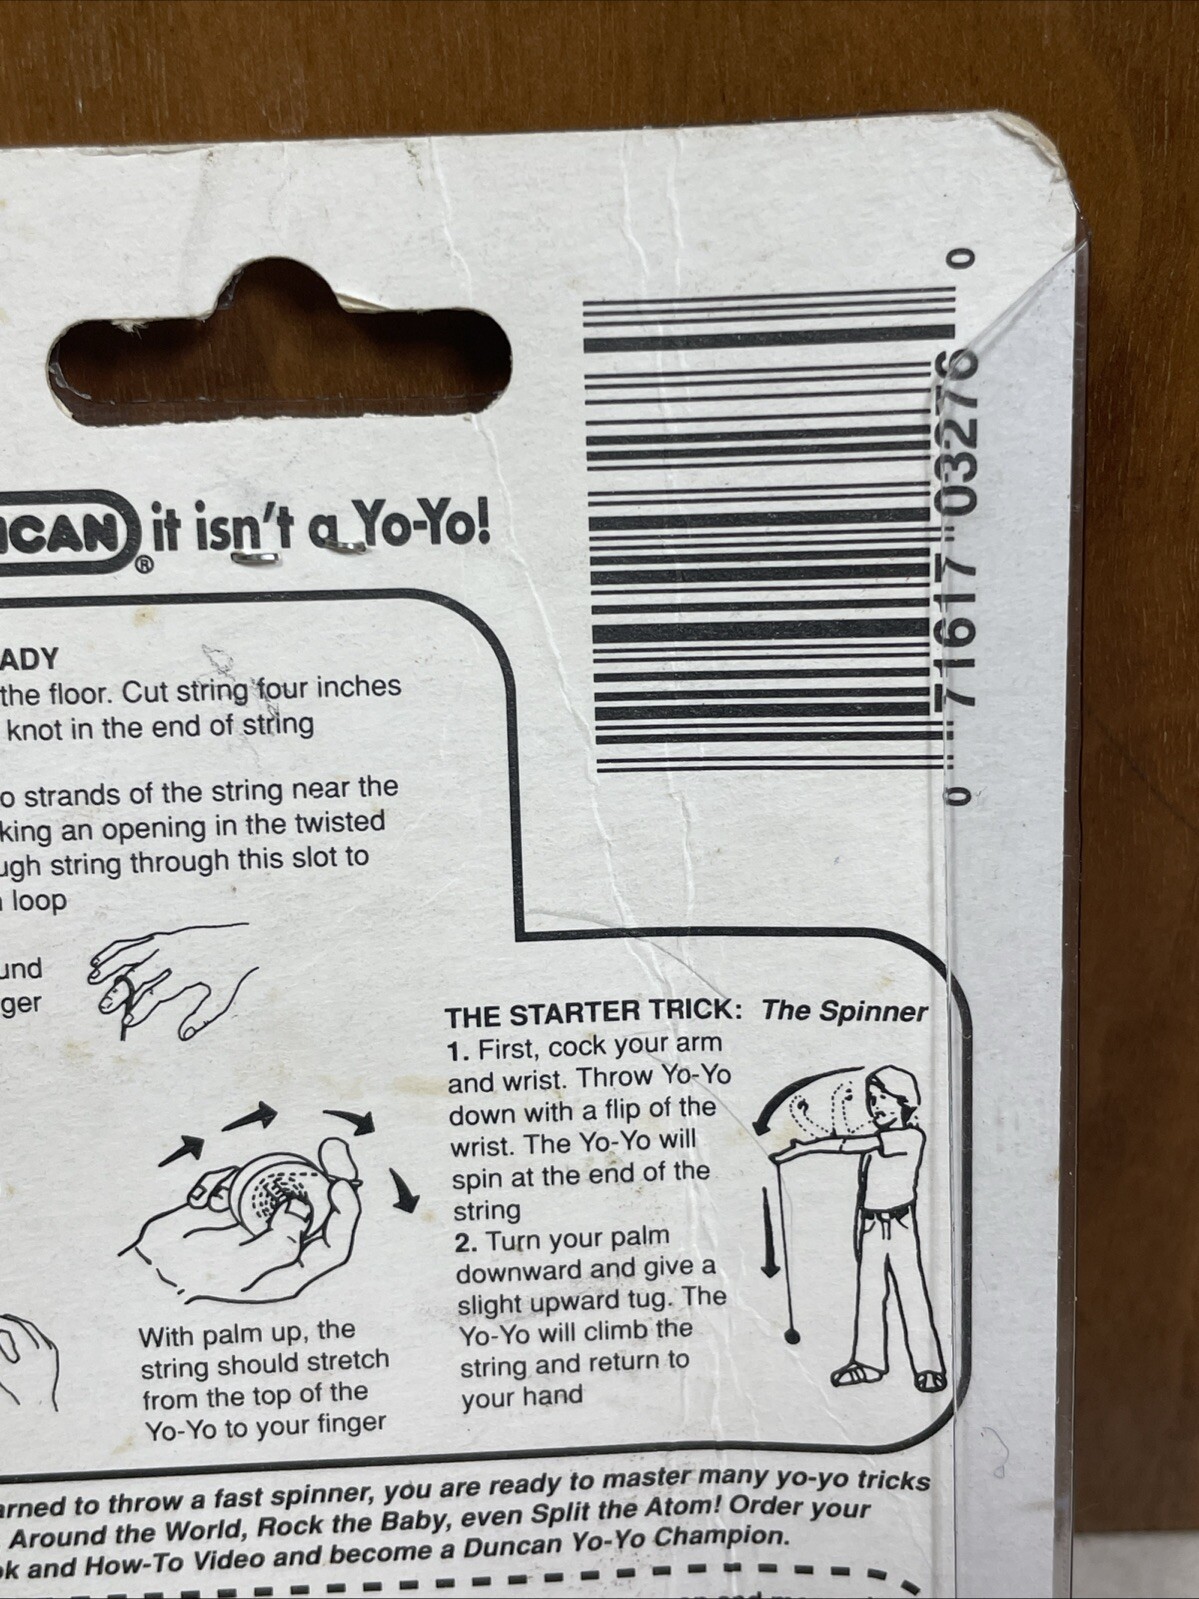 0 71617 03276 0
CAN® it isn't a Yo-Yo!
ADY
the floor. Cut string four inches
knot in the end of string
o strands of the string near the
king an opening in the twisted
ugh string through this slot to
loop
und
ger
THE STARTER TRICK: The Spinner
1. First, cock your arm
and wrist. Throw Yo-Yo
down with a flip of the
wrist. The Yo-Yo will
spin at the end of the
string
2. Turn your palm
downward and give a
slight upward tug. The
Yo-Yo will climb the
string and return to
your hand
With palm up, the
string should stretch
from the top of the
Yo-Yo to your finger
arned to throw a fast spinner, you are ready to master many yo-yo tricks
Around the World, Rock the Baby, even Split the Atom! Order your
ok and How-To Video and become a Duncan Yo-Yo Champion.